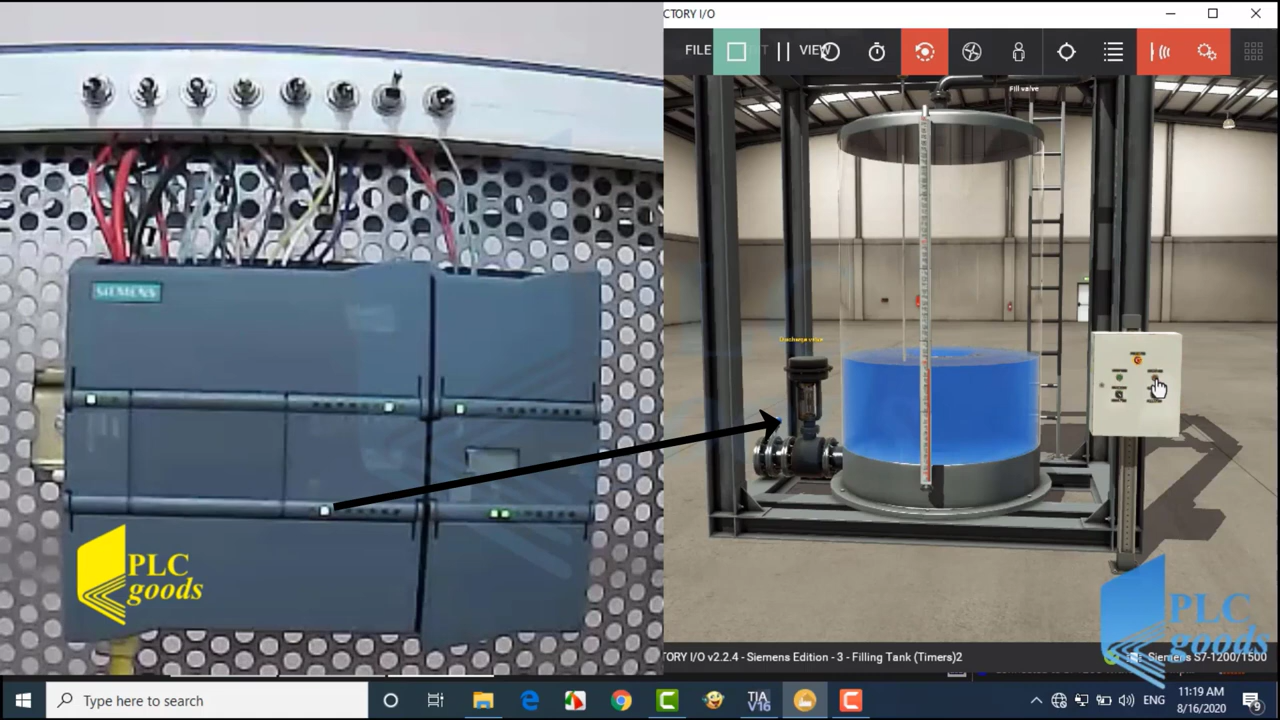 CTORY I/O
FILE
VIEW
Fill valve
SIEMENS
Discharge valve
PLC
goods
PLC
goods
ORY I/O v2.2.4 - Siemens Edition - 3 - Filling Tank (Timers)2
Siemens S7-1200/1500
Type here to search
TIA
V16
ENG
11:19 AM
8/16/2020
9